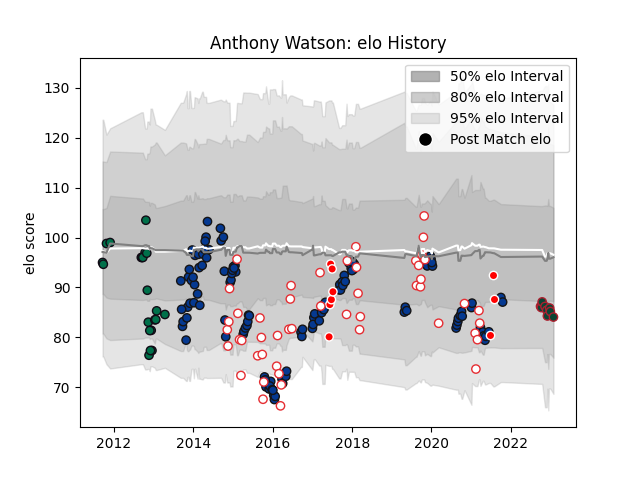 Anthony Watson: elo History
50% elo Interval
80% elo Interval
95% elo Interval
Post Match elo
elo score
130
120
110
100
90
80
70
2012
2014
2016
2018
2020
2022